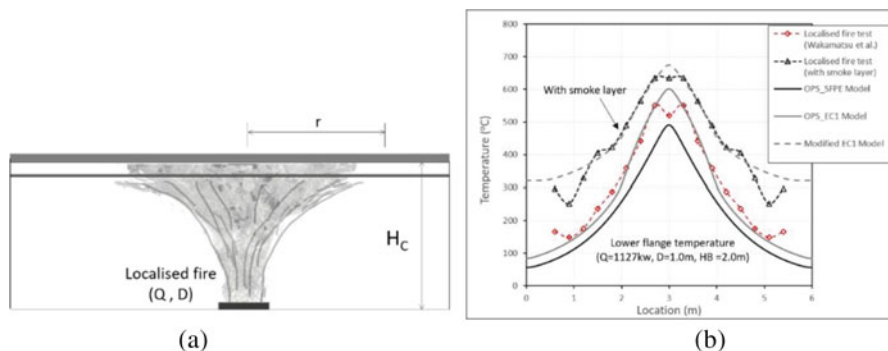 r
H_C
Localised fire
(Q , D)
(a)
800
700
600
500
400
300
200
100
0
Temperature (ºC)
0 1 2 3 4 5 6
Location (m)
With smoke layer
Lower flange temperature
(Q=1127kw, D=1.0m, HB =2.0m)
Localised fire test
(Wakamatsu et al.)
Localised fire test
(with smoke layer)
OPS_SFPE Model
OPS_EC1 Model
Modified EC1 Model
(b)